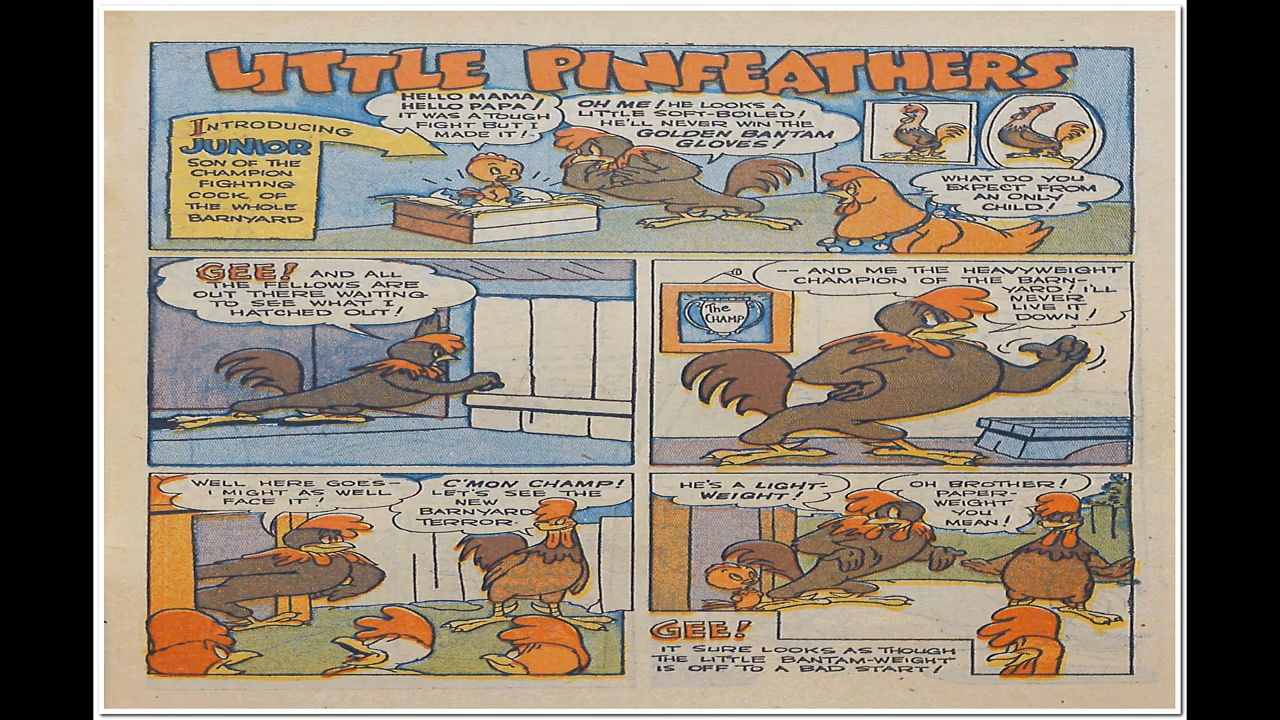 LITTLE PINFEATHERS
INTRODUCING
JUNIOR
SON OF THE
CHAMPION
FIGHTING
COCK, OF
THE WHOLE
BARNYARD
HELLO MAMA,
HELLO PAPA!
IT WAS A TOUGH
FIGHT BUT I
MADE IT!
OH ME! HE LOOKS A
LITTLE SOFT-BOILED!
HE'LL NEVER WIN THE
GOLDEN BANTAM
GLOVES!
WHAT DO YOU
EXPECT FROM
AN ONLY
CHILD!
GEE! AND ALL
THE FELLOWS ARE
OUT THERE WAITING
TO SEE WHAT I
HATCHED OUT!
-- AND ME THE HEAVYWEIGHT
CHAMPION OF THE BARN-
YARD! I'LL
NEVER
LIVE IT
DOWN!
The
CHAMP
WELL HERE GOES-
I MIGHT AS WELL
FACE IT!
C'MON CHAMP!
LET'S SEE THE
NEW
BARNYARD
TERROR.
HE'S A LIGHT-
WEIGHT!
OH BROTHER!
PAPER-
WEIGHT
YOU
MEAN!
GEE!
IT SURE LOOKS AS THOUGH
THE LITTLE BANTAM-WEIGHT
IS OFF TO A BAD START!